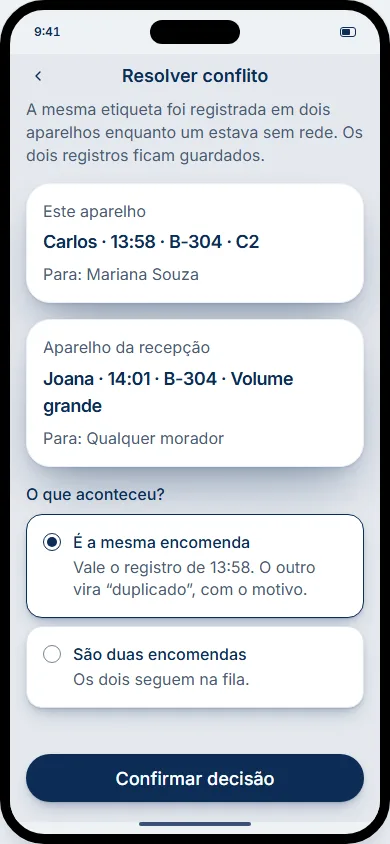 9:41
Resolver conflito
A mesma etiqueta foi registrada em dois
aparelhos enquanto um estava sem rede. Os
dois registros ficam guardados.
Este aparelho
Carlos · 13:58 · B-304 · C2
Para: Mariana Souza
Aparelho da recepção
Joana · 14:01 · B-304 · Volume
grande
Para: Qualquer morador
O que aconteceu?
É a mesma encomenda
Vale o registro de 13:58. O outro
vira “duplicado”, com o motivo.
São duas encomendas
Os dois seguem na fila.
Confirmar decisão